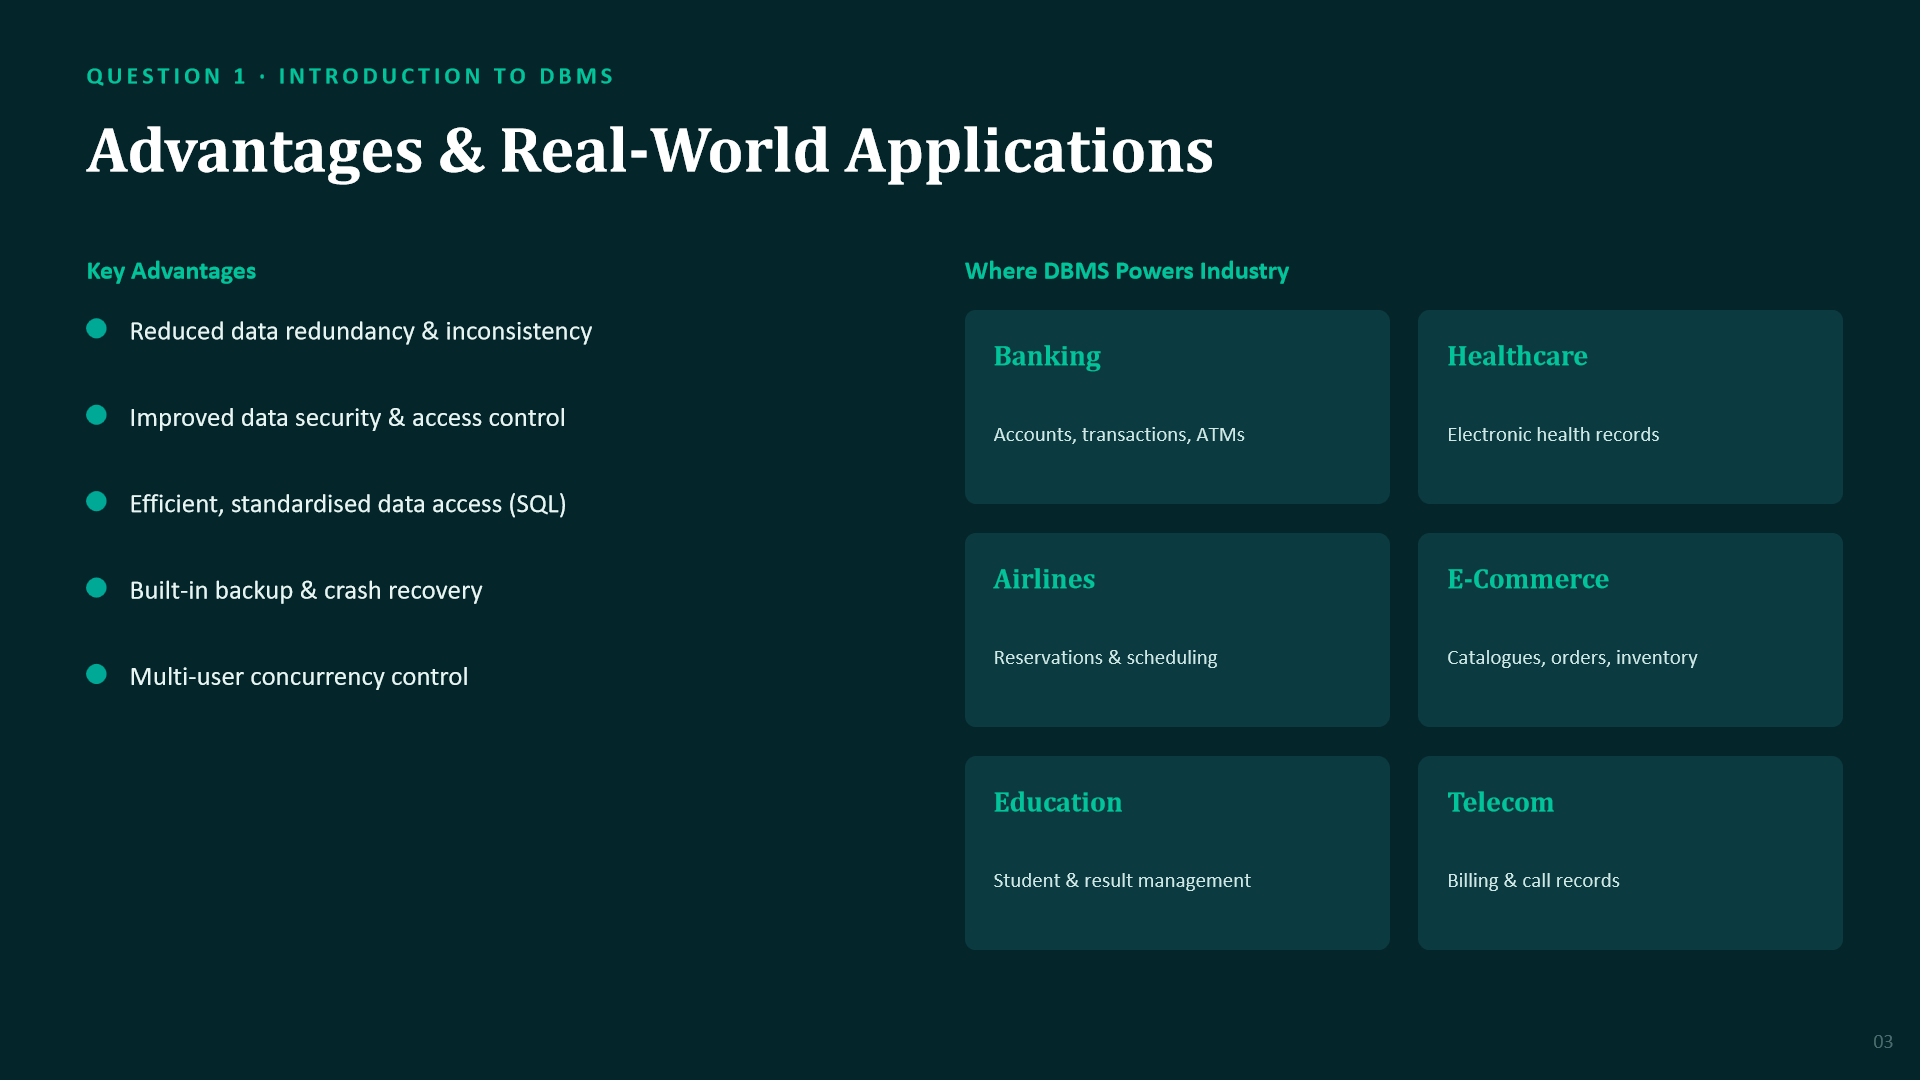 QUESTION 1 · INTRODUCTION TO DBMS
Advantages & Real-World Applications
Key Advantages
Reduced data redundancy & inconsistency
Improved data security & access control
Efficient, standardised data access (SQL)
Built-in backup & crash recovery
Multi-user concurrency control
Where DBMS Powers Industry
Banking
Accounts, transactions, ATMs
Healthcare
Electronic health records
Airlines
Reservations & scheduling
E-Commerce
Catalogues, orders, inventory
Education
Student & result management
Telecom
Billing & call records
03